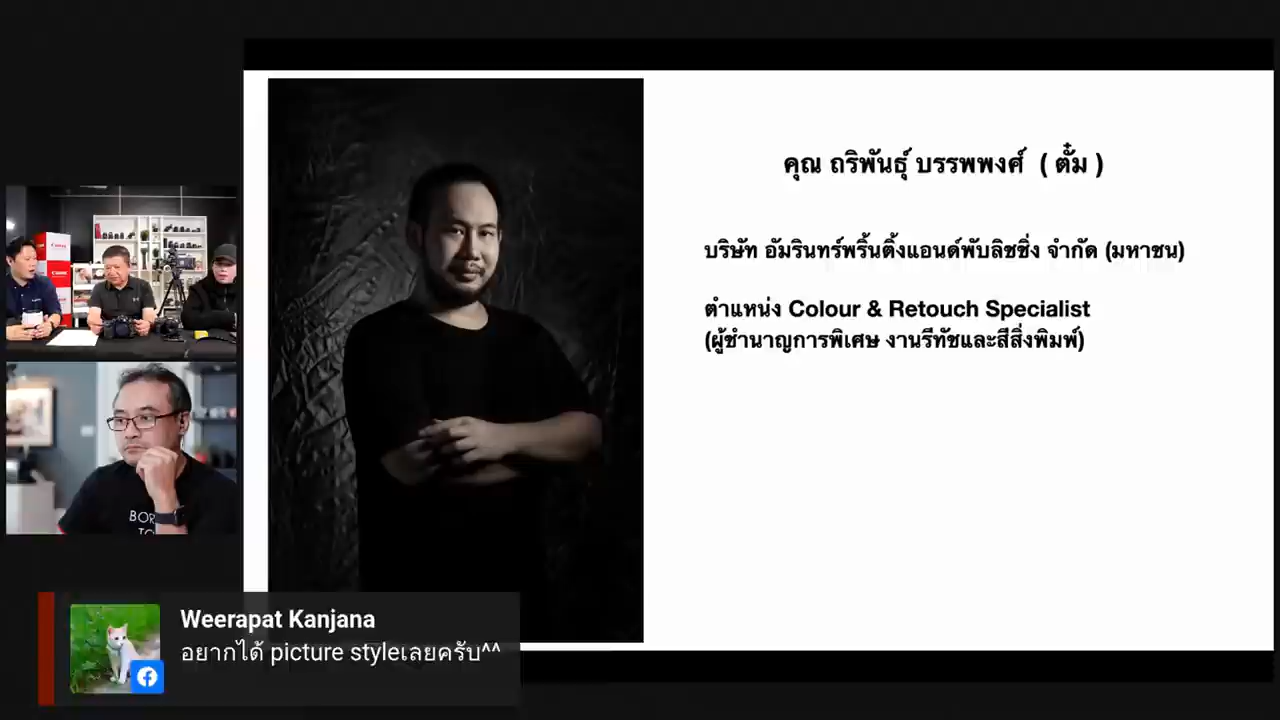 คุณ ถริพันธุ์ บรรพพงศ์ ( ตั๋ม )
บริษัท อัมรินทร์พริ้นติ้งแอนด์พับลิชชิ่ง จำกัด (มหาชน)
ตำแหน่ง Colour & Retouch Specialist
(ผู้ชำนาญการพิเศษ งานรีทัชและสีสิ่งพิมพ์)
BOR
TO
Weerapat Kanjana
อยากได้ picture styleเลยครับ^^